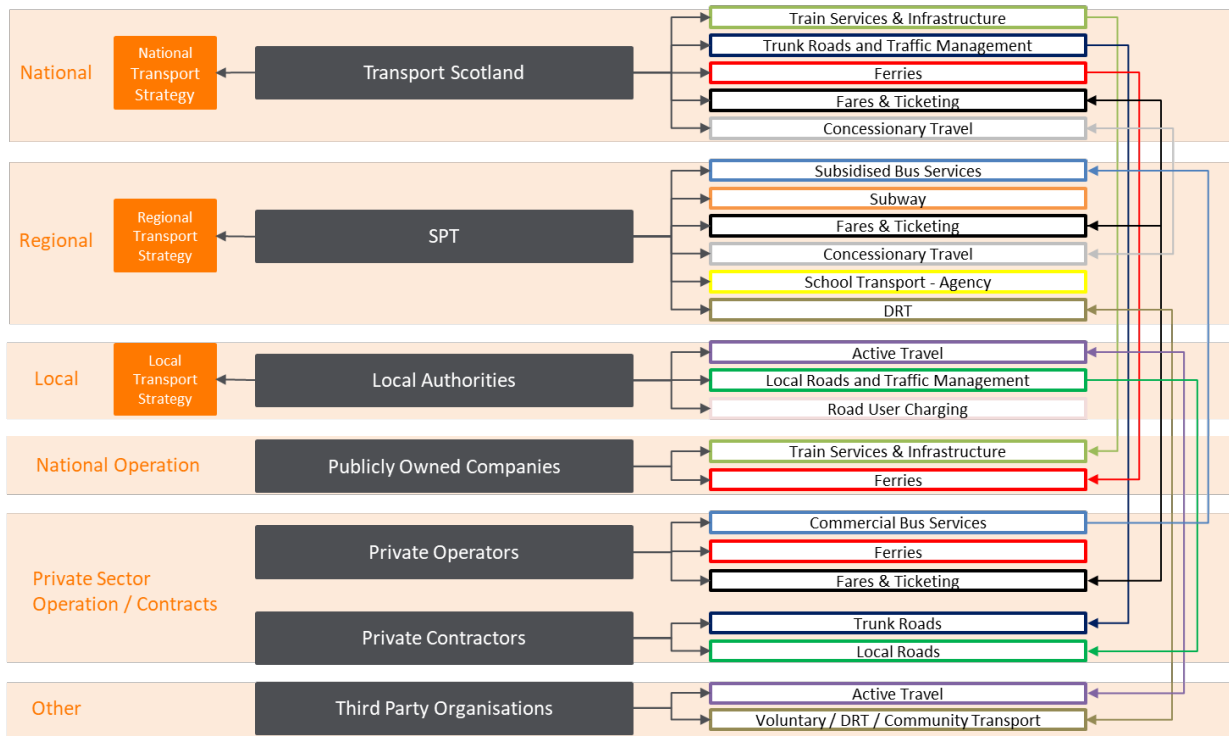 National
National
Transport
Strategy
Transport Scotland
Train Services & Infrastructure
Trunk Roads and Traffic Management
Ferries
Fares & Ticketing
Concessionary Travel
Regional
Regional
Transport
Strategy
SPT
Subsidised Bus Services
Subway
Fares & Ticketing
Concessionary Travel
School Transport - Agency
DRT
Local
Local
Transport
Strategy
Local Authorities
Active Travel
Local Roads and Traffic Management
Road User Charging
National Operation
Publicly Owned Companies
Train Services & Infrastructure
Ferries
Private Sector
Operation / Contracts
Private Operators
Commercial Bus Services
Ferries
Fares & Ticketing
Private Contractors
Trunk Roads
Local Roads
Other
Third Party Organisations
Active Travel
Voluntary / DRT / Community Transport